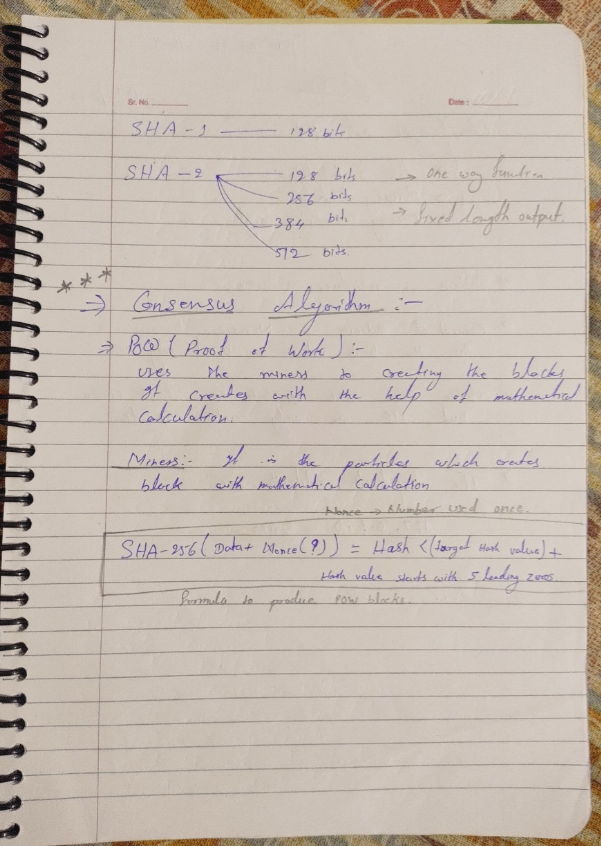 Sr. No.
Date:
SHA-1 —— 128 bits
SHA-2 —— 128 bits → one way function
256 bits
→ fixed length output.
384 bits
512 bits.
***
⇒ Consensus Algorithm :-
⇒ POW (Proof of Work) :-
uses the miners to creating the blocks
It creates with the help of mathematical
calculation.
Miners:- It is the particles which creates
block with mathematical calculation
Nonce → Number used once.
SHA-256 (Data + Nonce(?)) = Hash < (target Hash value) +
Hash value starts with 5 leading zeros.
formula to produce POW blocks.